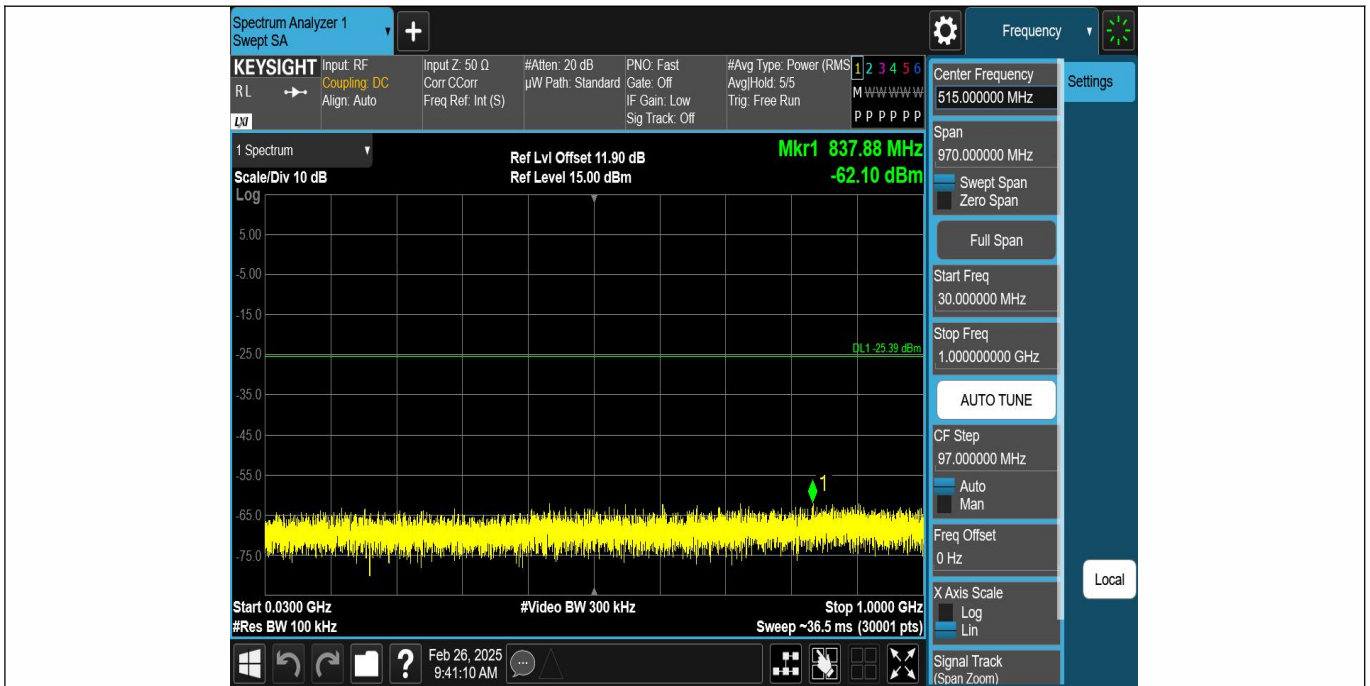 Spectrum Analyzer 1
Swept SA
+
Frequency
KEYSIGHT
RL
LXI
Input: RF
Coupling: DC
Align: Auto
Input Z: 50 Ω
Corr CCorr
Freq Ref: Int (S)
#Atten: 20 dB
µW Path: Standard
PNO: Fast
Gate: Off
IF Gain: Low
Sig Track: Off
#Avg Type: Power (RMS
Avg|Hold: 5/5
Trig: Free Run
1 2 3 4 5 6
M W W W W W
P P P P P P
1 Spectrum
Scale/Div 10 dB
Log
Ref Lvl Offset 11.90 dB
Ref Level 15.00 dBm
Mkr1 837.88 MHz
-62.10 dBm
5.00
-5.00
-15.0
-25.0
DL1 -25.39 dBm
-35.0
-45.0
-55.0
1
-65.0
-75.0
Start 0.0300 GHz
#Video BW 300 kHz
Stop 1.0000 GHz
#Res BW 100 kHz
Sweep ~36.5 ms (30001 pts)
Center Frequency
515.000000 MHz
Settings
Span
970.000000 MHz
Swept Span
Zero Span
Full Span
Start Freq
30.000000 MHz
Stop Freq
1.000000000 GHz
AUTO TUNE
CF Step
97.000000 MHz
Auto
Man
Freq Offset
0 Hz
Local
X Axis Scale
Log
Lin
Signal Track
(Span Zoom)
?
Feb 26, 2025
9:41:10 AM